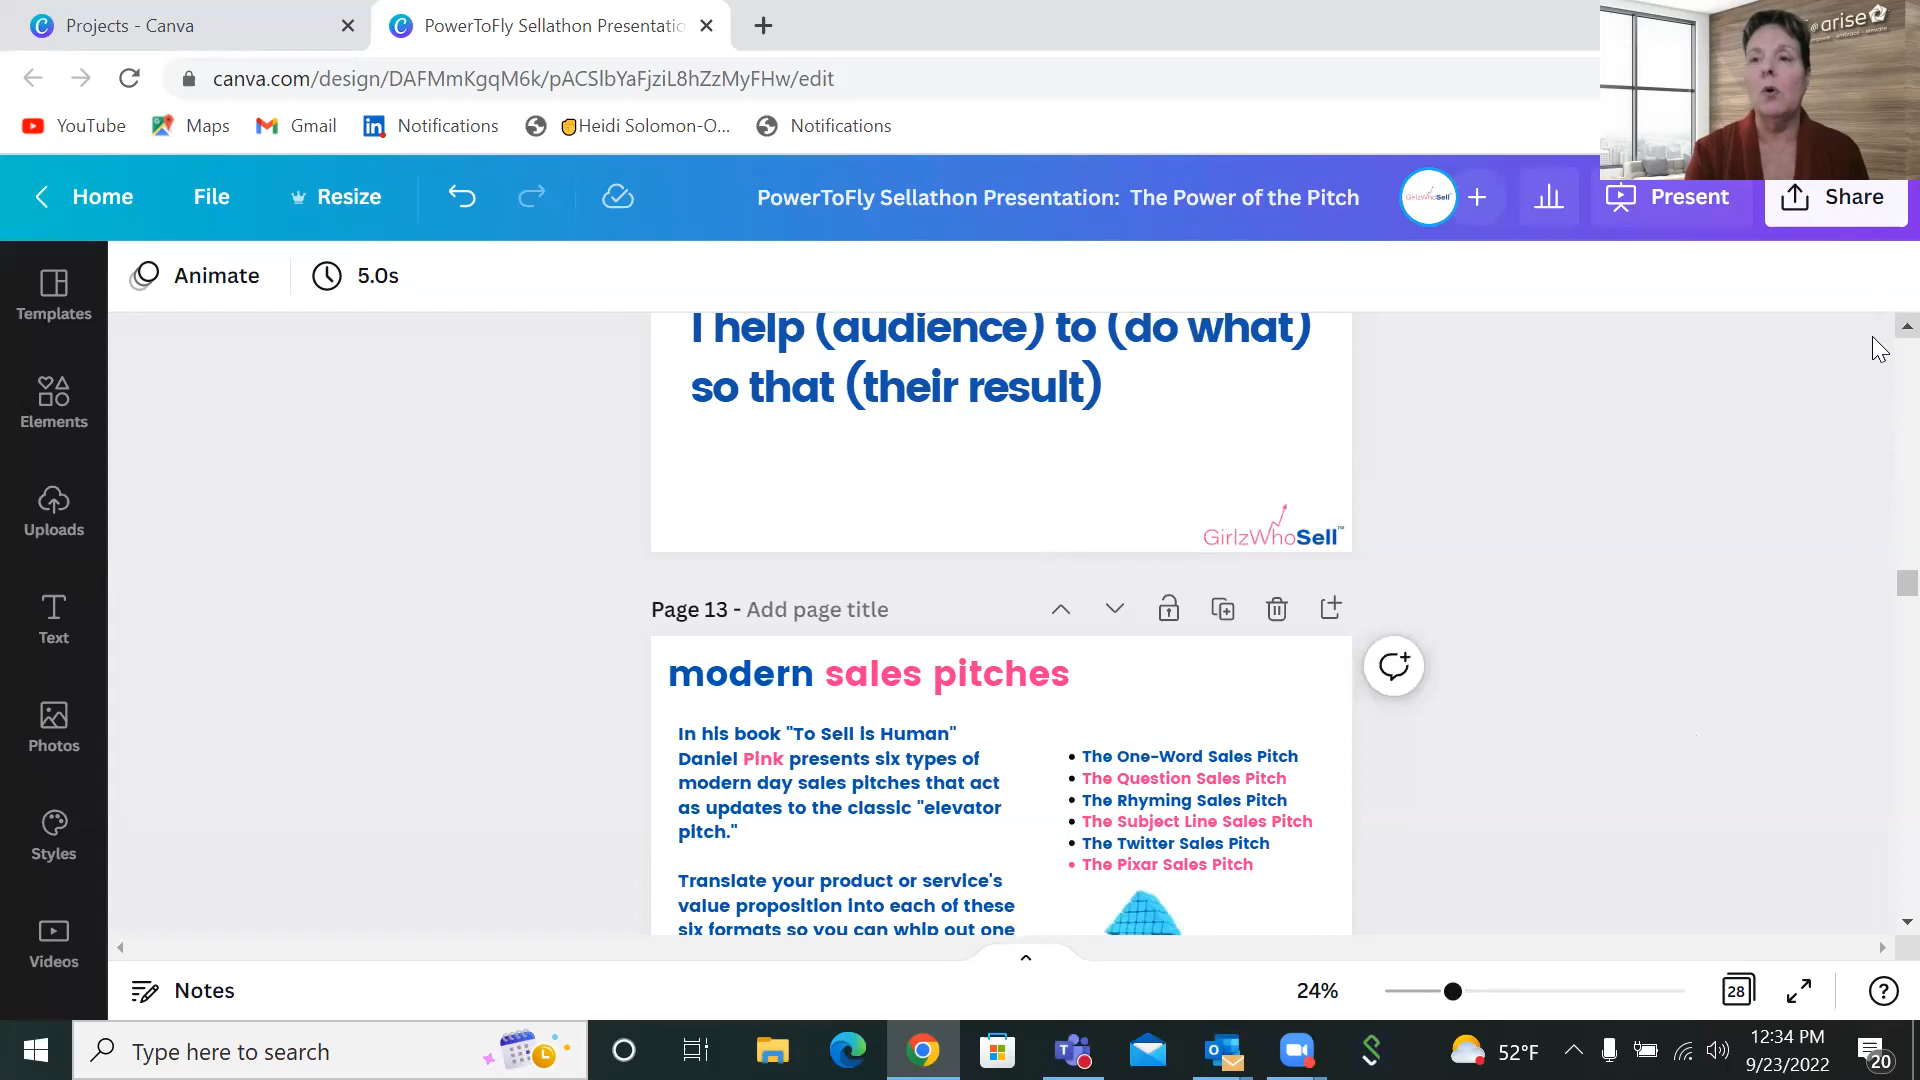 Projects - Canva
PowerToFly Sellathon Presentatio
canva.com/design/DAFMmKgqM6k/pACSlbYaFjziL8hZzMyFHw/edit
YouTube
Maps
Gmail
Notifications
Heidi Solomon-O...
Notifications
arise
Home
File
Resize
PowerToFly Sellathon Presentation: The Power of the Pitch
GirlzWhoSell
Present
Share
Animate
5.0s
Templates
Elements
Uploads
Text
Photos
Styles
Videos
I help (audience) to (do what)
so that (their result)
GirlzWhoSell™
Page 13 - Add page title
modern sales pitches
In his book "To Sell is Human"
Daniel Pink presents six types of
modern day sales pitches that act
as updates to the classic "elevator
pitch."
Translate your product or service's
value proposition into each of these
six formats so you can whip out one
• The One-Word Sales Pitch
• The Question Sales Pitch
• The Rhyming Sales Pitch
• The Subject Line Sales Pitch
• The Twitter Sales Pitch
• The Pixar Sales Pitch
Notes
24%
28
Type here to search
52°F
12:34 PM
9/23/2022
20